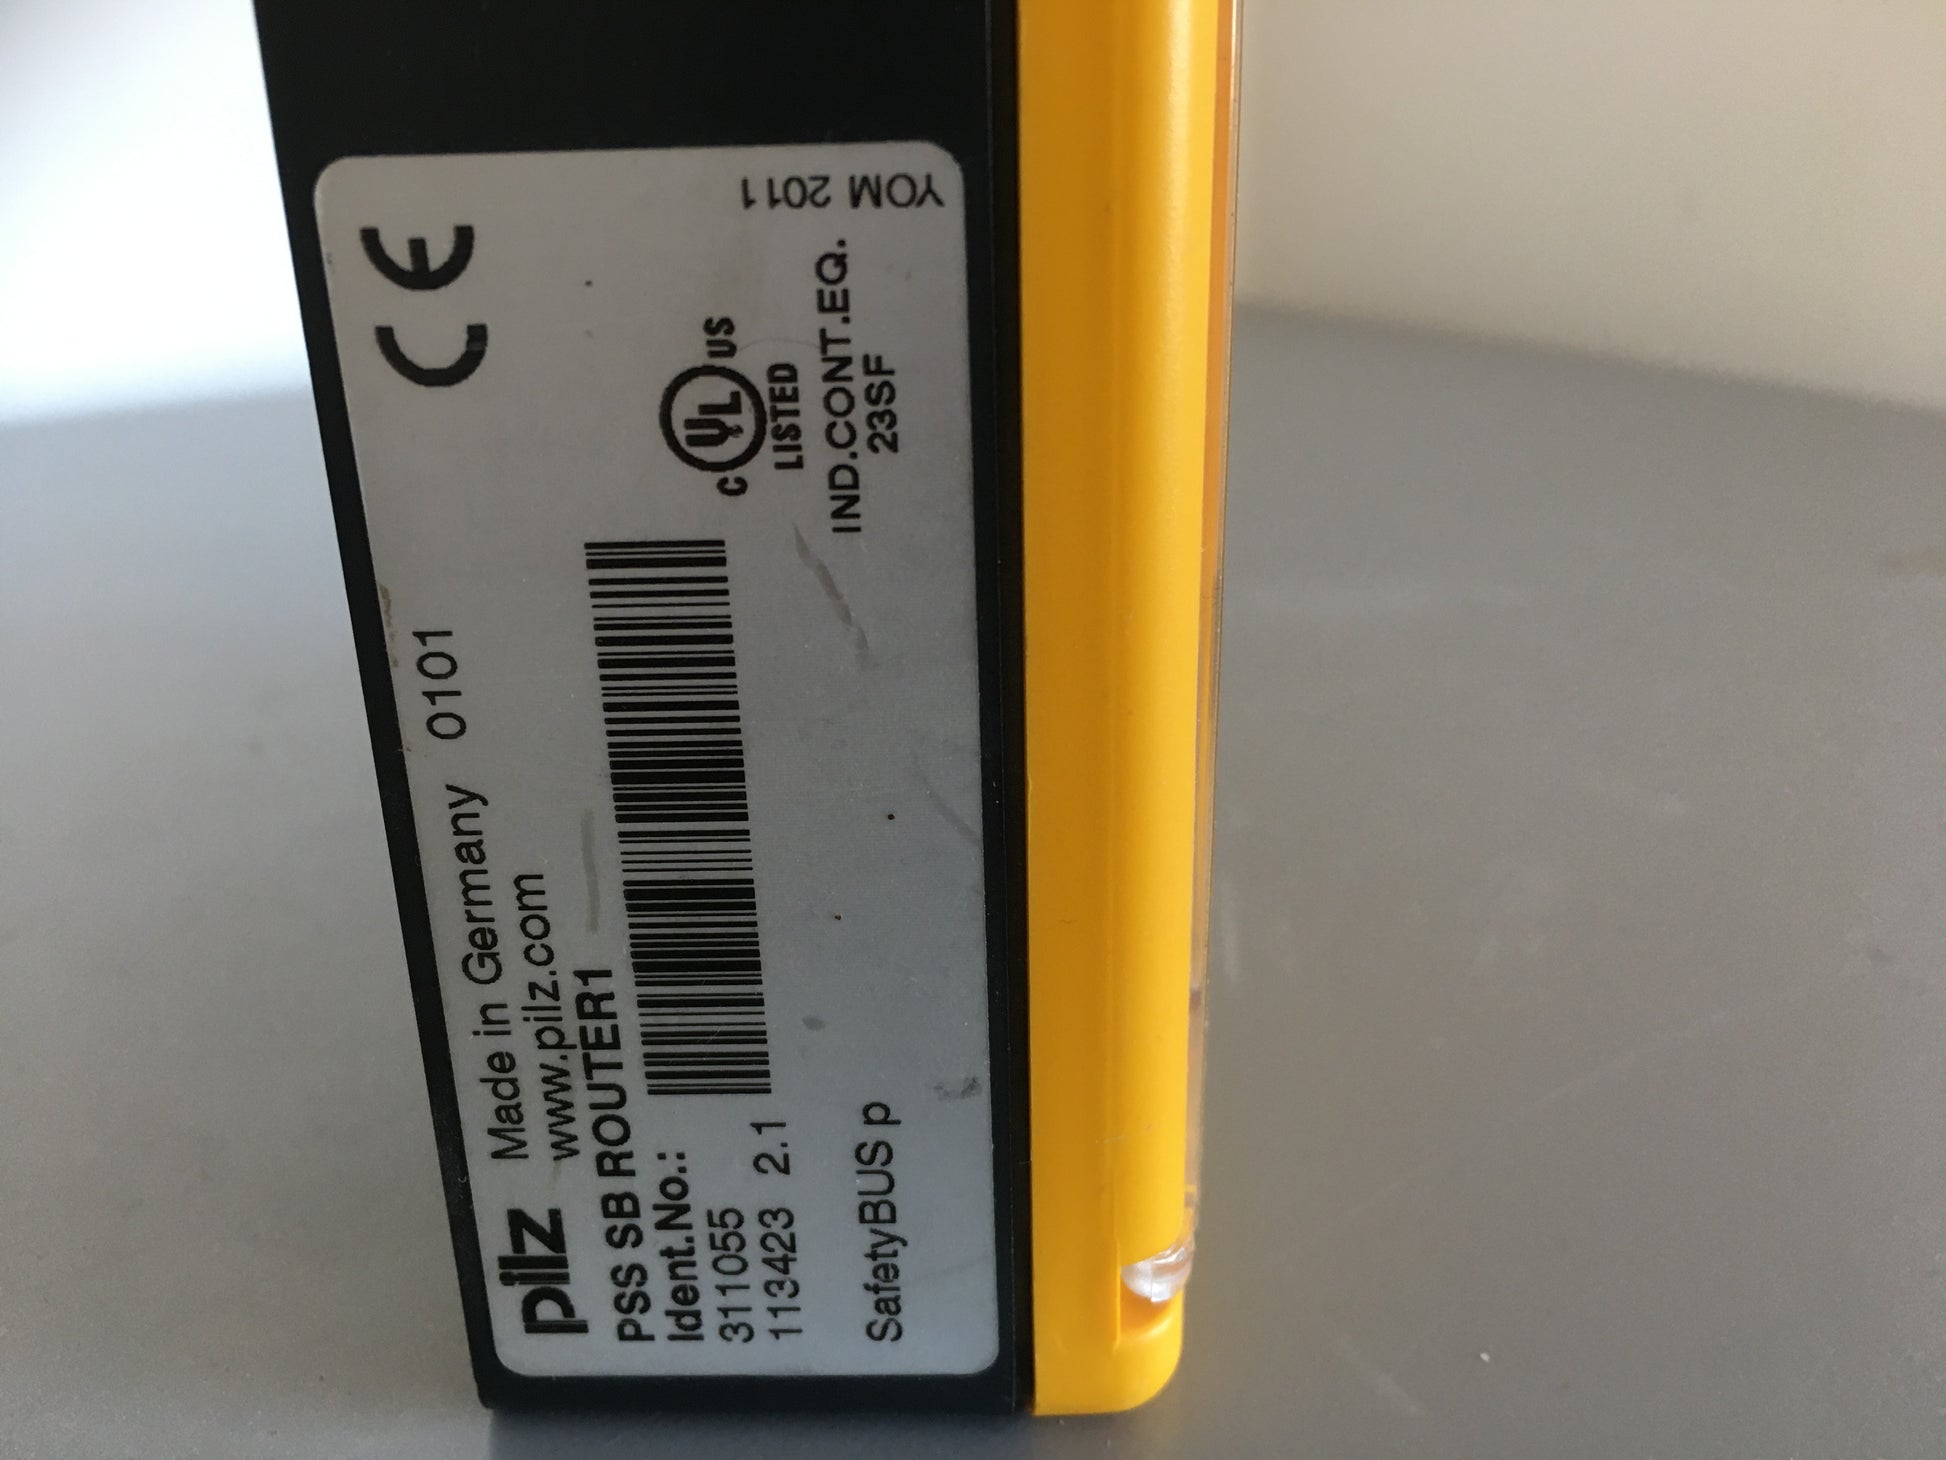 pilz
Made in Germany 0101
www.pilz.com
PSS SB ROUTER1
Ident.No.:
311055
113423 2.1
SafetyBUS p
CE
C UL US
LISTED
IND.CONT.EQ.
23SF
YOM 2011